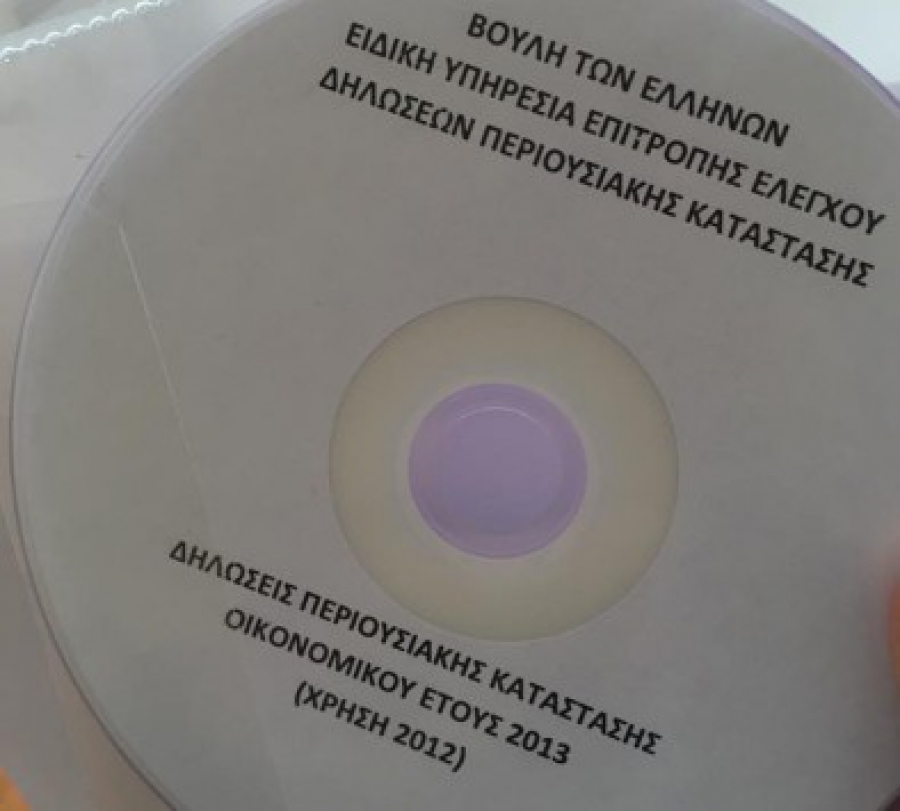 ΒΟΥΛΗ ΤΩΝ ΕΛΛΗΝΩΝ
ΕΙΔΙΚΗ ΥΠΗΡΕΣΙΑ ΕΠΙΤΡΟΠΗΣ ΕΛΕΓΧΟΥ
ΔΗΛΩΣΕΩΝ ΠΕΡΙΟΥΣΙΑΚΗΣ ΚΑΤΑΣΤΑΣΗΣ
ΔΗΛΩΣΕΙΣ ΠΕΡΙΟΥΣΙΑΚΗΣ ΚΑΤΑΣΤΑΣΗΣ
ΟΙΚΟΝΟΜΙΚΟΥ ΕΤΟΥΣ 2013
(ΧΡΗΣΗ 2012)